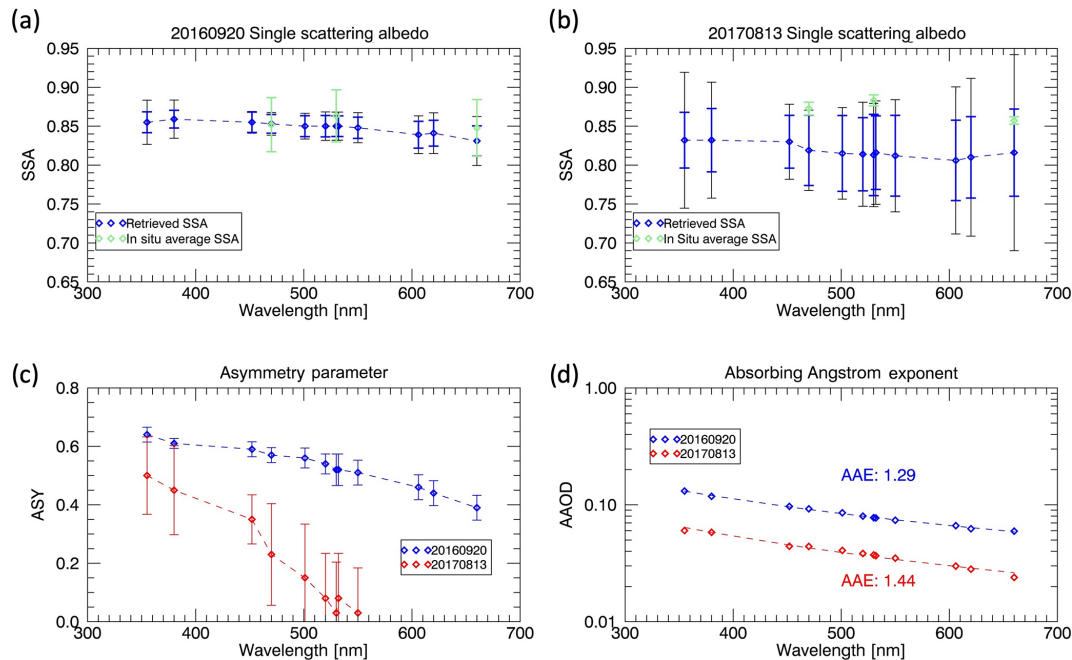 (a)
20160920 Single scattering albedo
0.95
0.90
0.85
0.80
0.75
0.70
0.65
SSA
Retrieved SSA
In situ average SSA
300
400
500
600
700
Wavelength [nm]
(b)
20170813 Single scattering albedo
0.95
0.90
0.85
0.80
0.75
0.70
0.65
SSA
Retrieved SSA
In Situ average SSA
300
400
500
600
700
Wavelength [nm]
(c)
Asymmetry parameter
0.8
0.6
0.4
0.2
0.0
ASY
20160920
20170813
300
400
500
600
700
Wavelength [nm]
(d)
Absorbing Angstrom exponent
1.00
0.10
0.01
AAOD
20160920
20170813
AAE: 1.29
AAE: 1.44
300
400
500
600
700
Wavelength [nm]